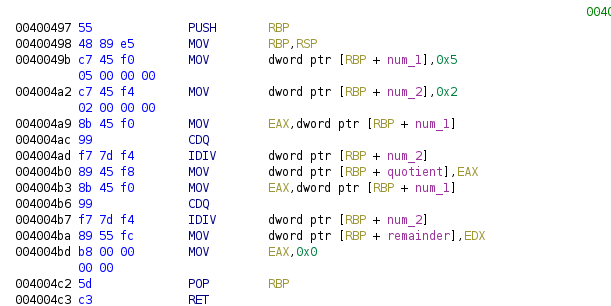 0040
00400497 55 PUSH RBP
00400498 48 89 e5 MOV RBP,RSP
0040049b c7 45 f0 MOV dword ptr [RBP + num_1],0x5
05 00 00 00
004004a2 c7 45 f4 MOV dword ptr [RBP + num_2],0x2
02 00 00 00
004004a9 8b 45 f0 MOV EAX,dword ptr [RBP + num_1]
004004ac 99 CDQ
004004ad f7 7d f4 IDIV dword ptr [RBP + num_2]
004004b0 89 45 f8 MOV dword ptr [RBP + quotient],EAX
004004b3 8b 45 f0 MOV EAX,dword ptr [RBP + num_1]
004004b6 99 CDQ
004004b7 f7 7d f4 IDIV dword ptr [RBP + num_2]
004004ba 89 55 fc MOV dword ptr [RBP + remainder],EDX
004004bd b8 00 00 MOV EAX,0x0
00 00
004004c2 5d POP RBP
004004c3 c3 RET